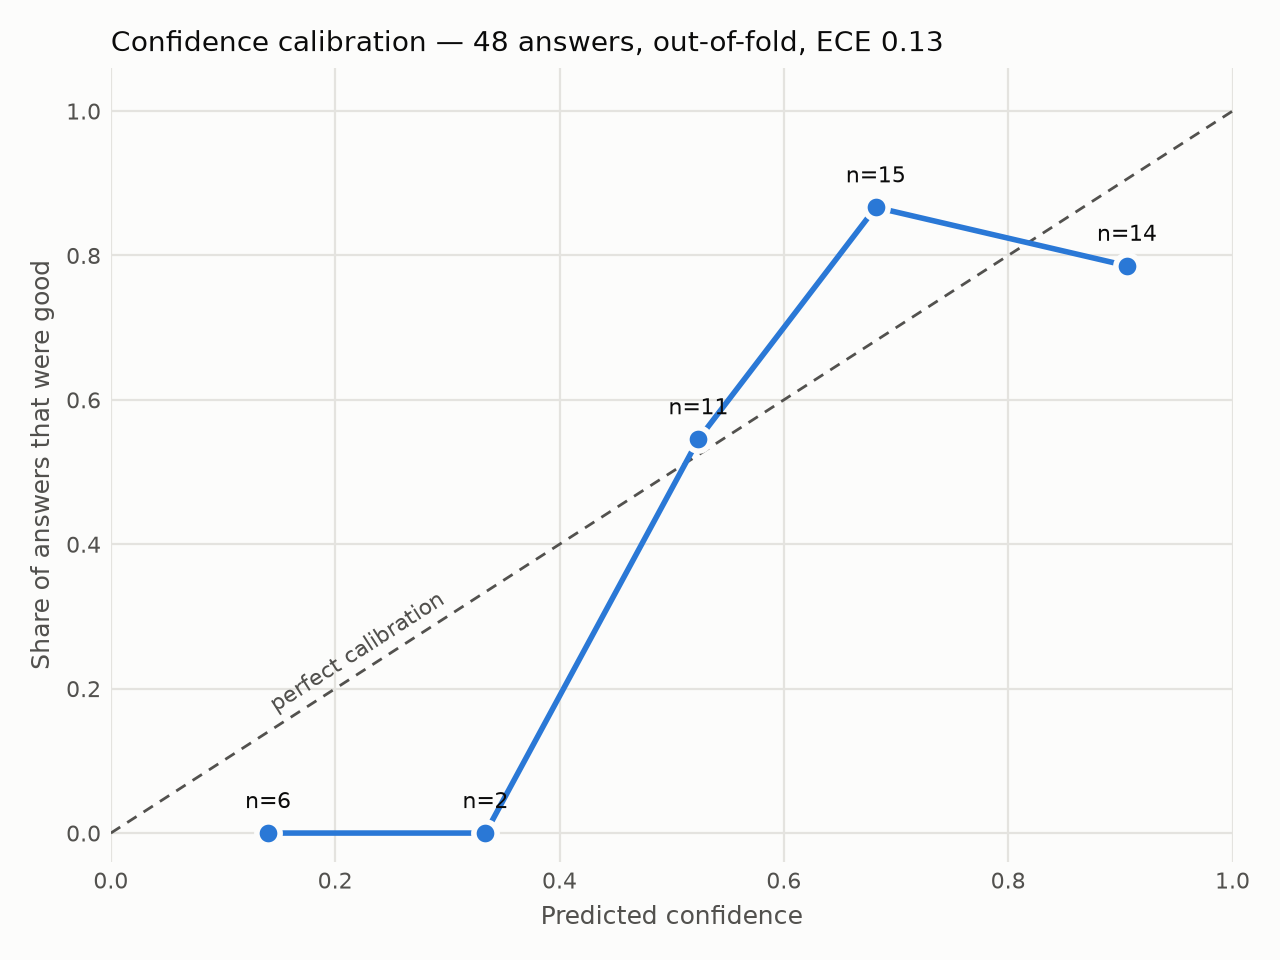 Confidence calibration — 48 answers, out-of-fold, ECE 0.13
1.0
0.8
0.6
0.4
0.2
0.0
Share of answers that were good
n=15
n=14
n=11
perfect calibration
n=6
n=2
0.0
0.2
0.4
0.6
0.8
1.0
Predicted confidence